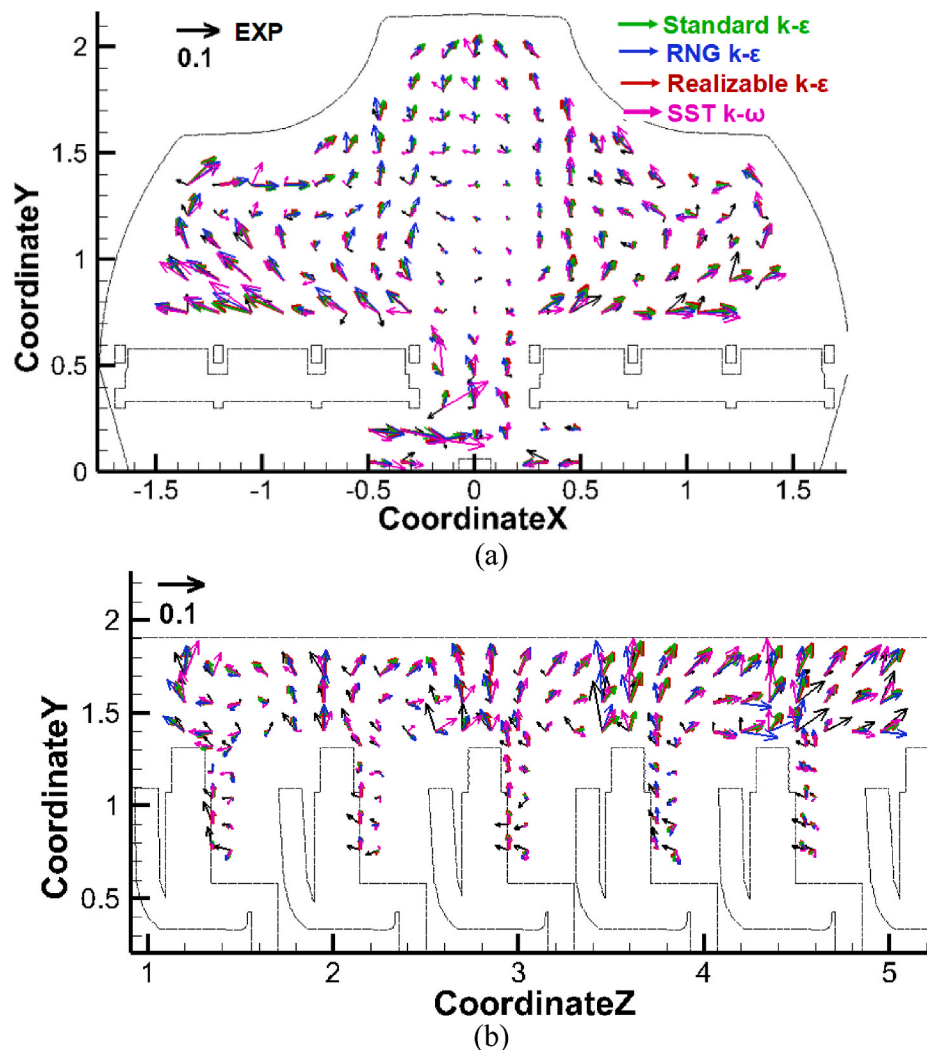 EXP
0.1
Standard k-ε
RNG k-ε
Realizable k-ε
SST k-ω
2
1.5
1
0.5
0
CoordinateY
-1.5 -1 -0.5 0 0.5 1 1.5
CoordinateX
(a)
0.1
2
1.5
1
0.5
CoordinateY
1 2 3 4 5
CoordinateZ
(b)